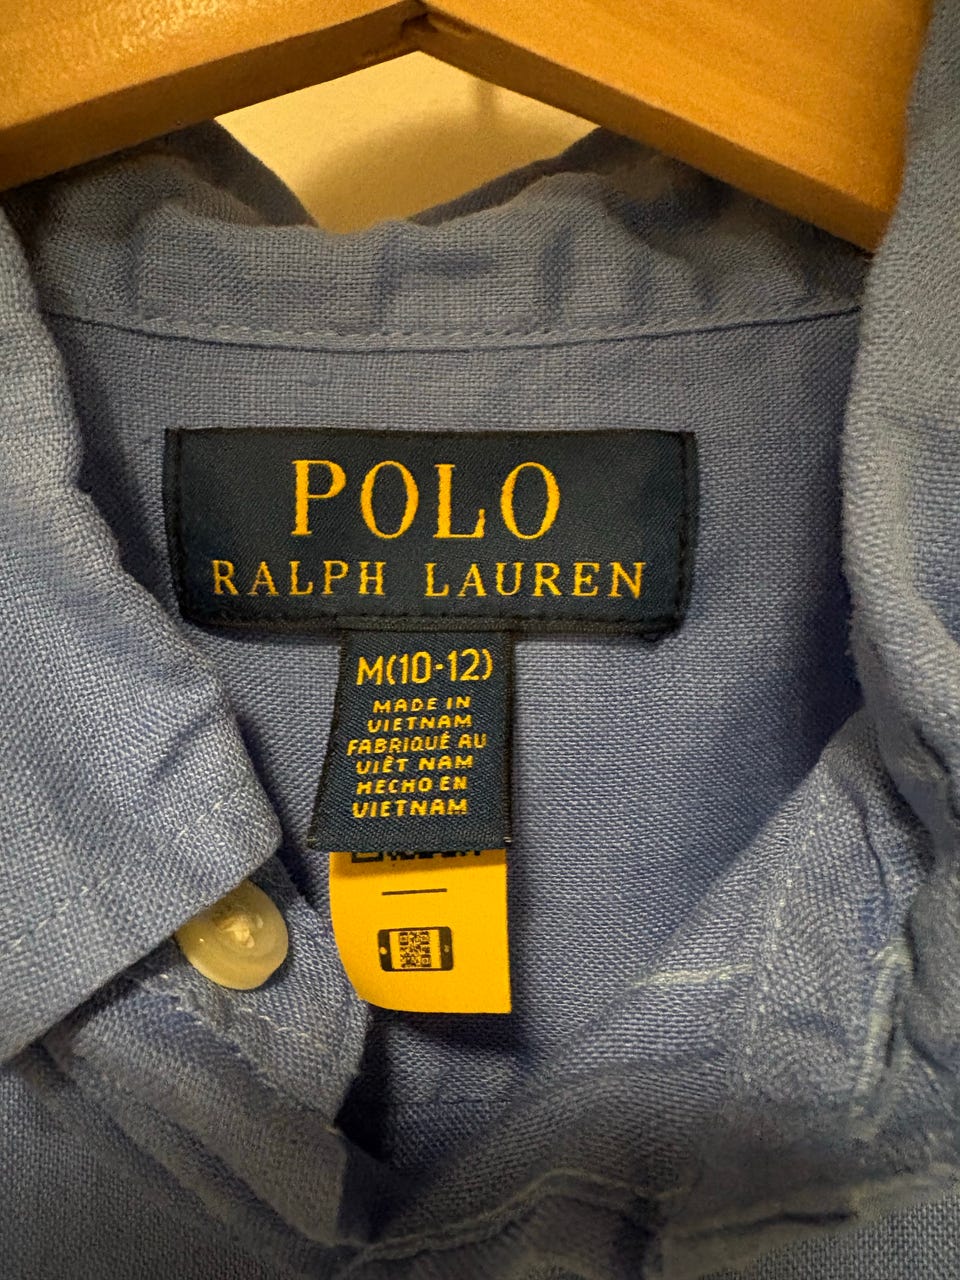 POLO
RALPH LAUREN
M(10-12)
MADE IN
VIETNAM
FABRIQUÉ AU
VIÊT NAM
HECHO EN
VIETNAM